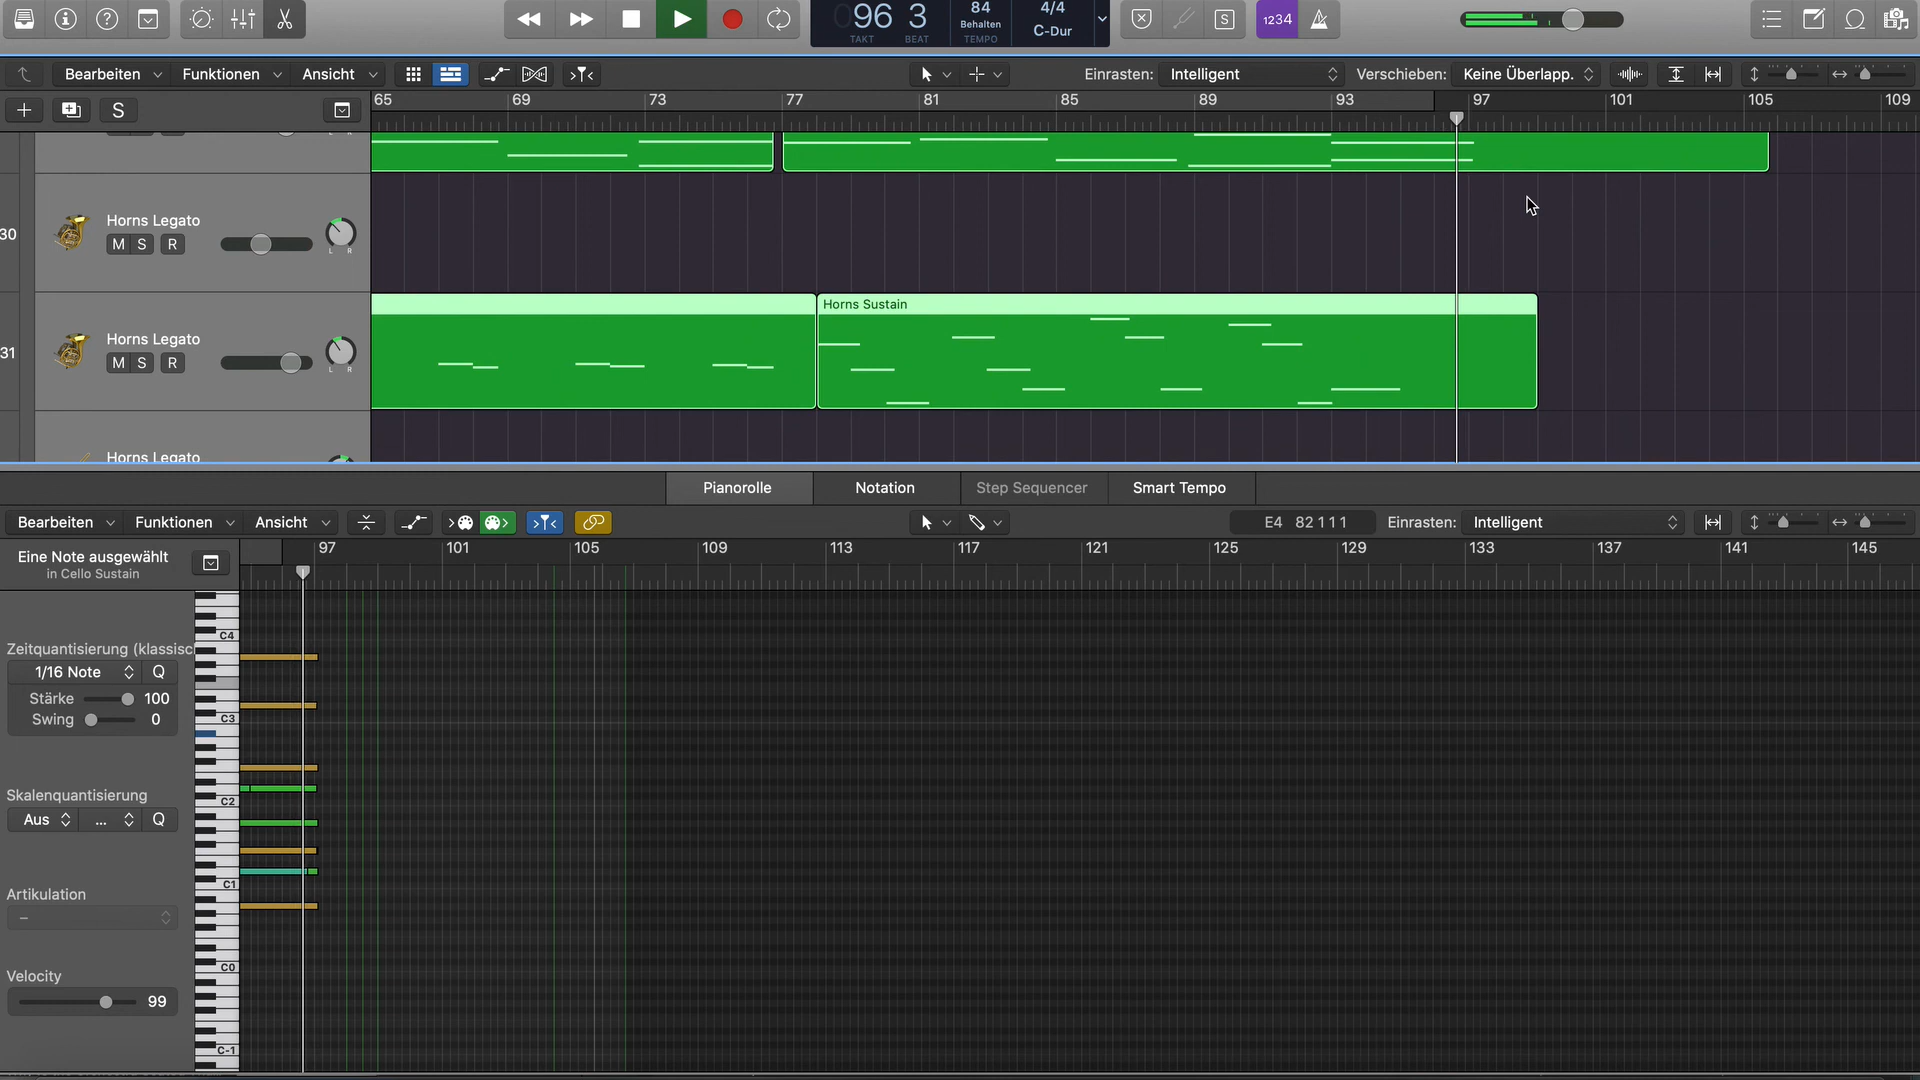 96 3
TAKT BEAT
84
Behalten
TEMPO
4/4
C-Dur
S
1234
Bearbeiten Funktionen Ansicht
Einrasten: Intelligent Verschieben: Keine Überlapp.
S
65 69 73 77 81 85 89 93 97 101 105 109
30
Horns Legato
M S R
L R
31
Horns Legato
M S R
L R
Horns Sustain
Horns Legato
Pianorolle Notation Step Sequencer Smart Tempo
Bearbeiten Funktionen Ansicht
E4 82 1 1 1 Einrasten: Intelligent
Eine Note ausgewählt
in Cello Sustain
97 101 105 109 113 117 121 125 129 133 137 141 145
Zeitquantisierung (klassisc
1/16 Note Q
Stärke 100
Swing 0
Skalenquantisierung
Aus ... Q
Artikulation
–
Velocity
99
C4
C3
C2
C1
C0
C-1